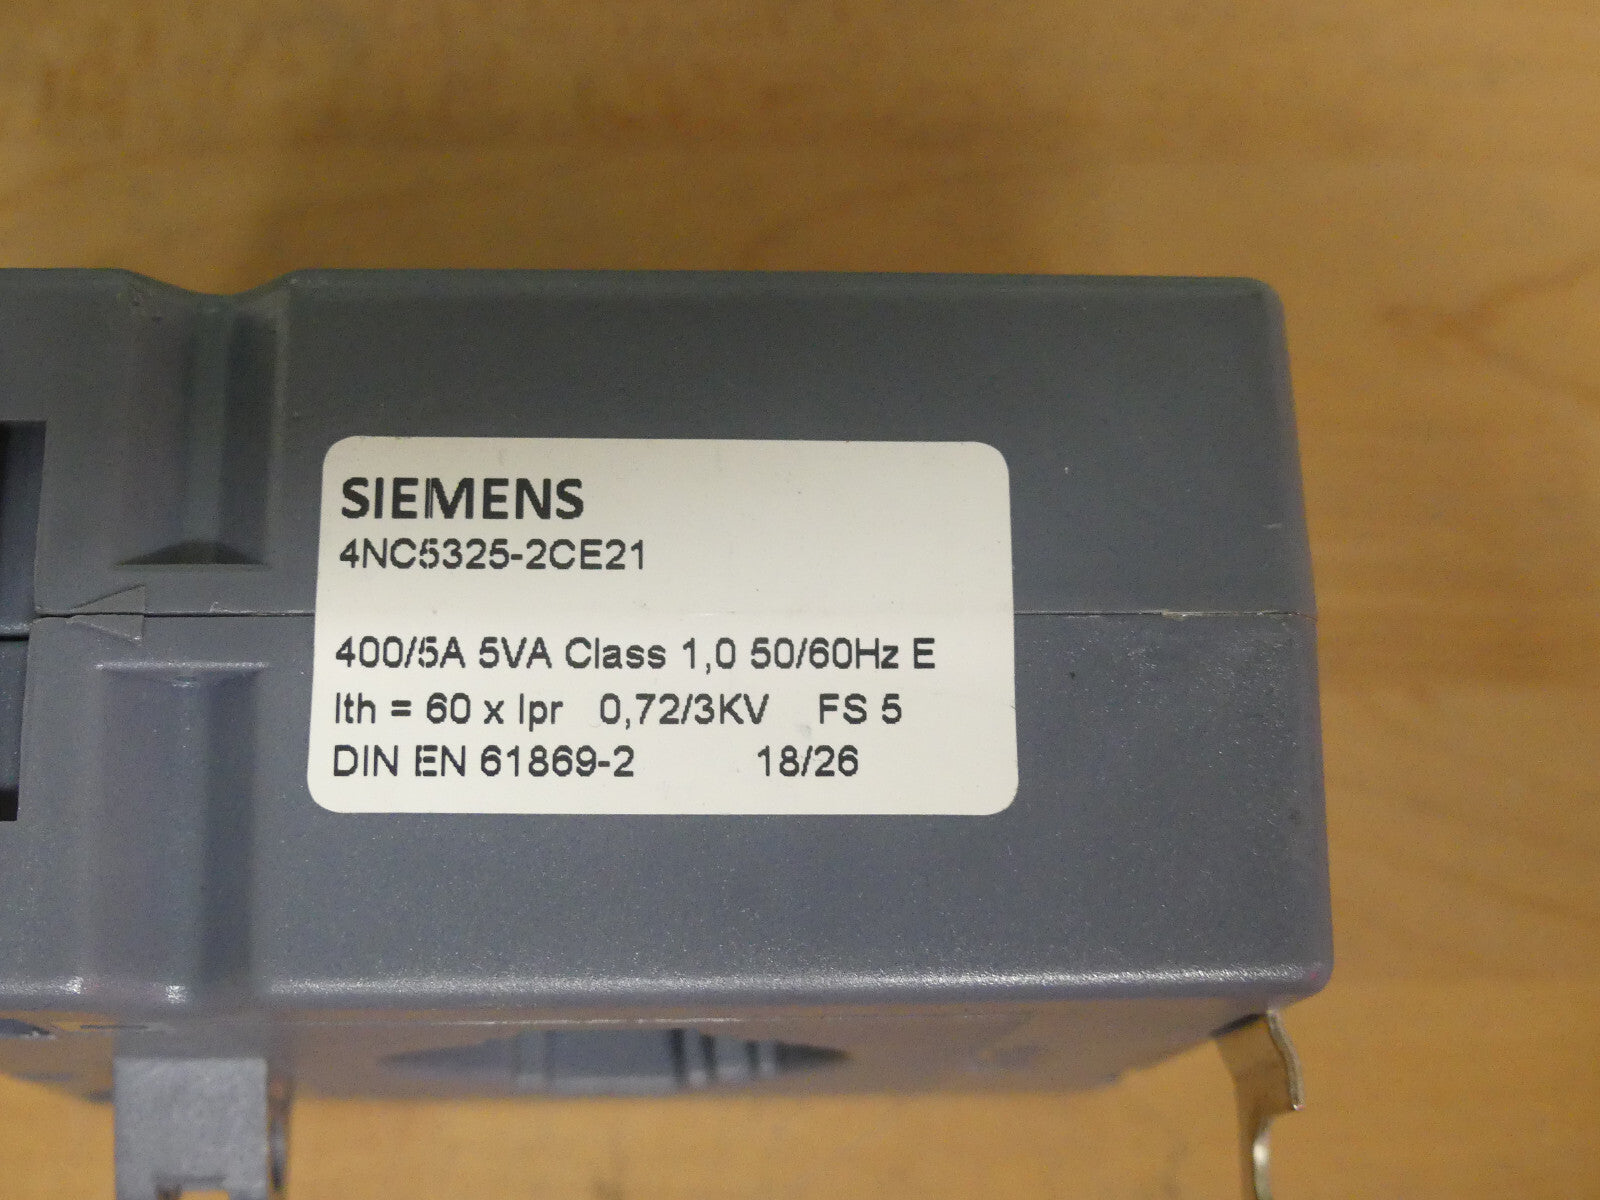 SIEMENS
4NC5325-2CE21
400/5A 5VA Class 1,0 50/60Hz E
Ith = 60 x Ipr 0,72/3KV FS 5
DIN EN 61869-2 18/26